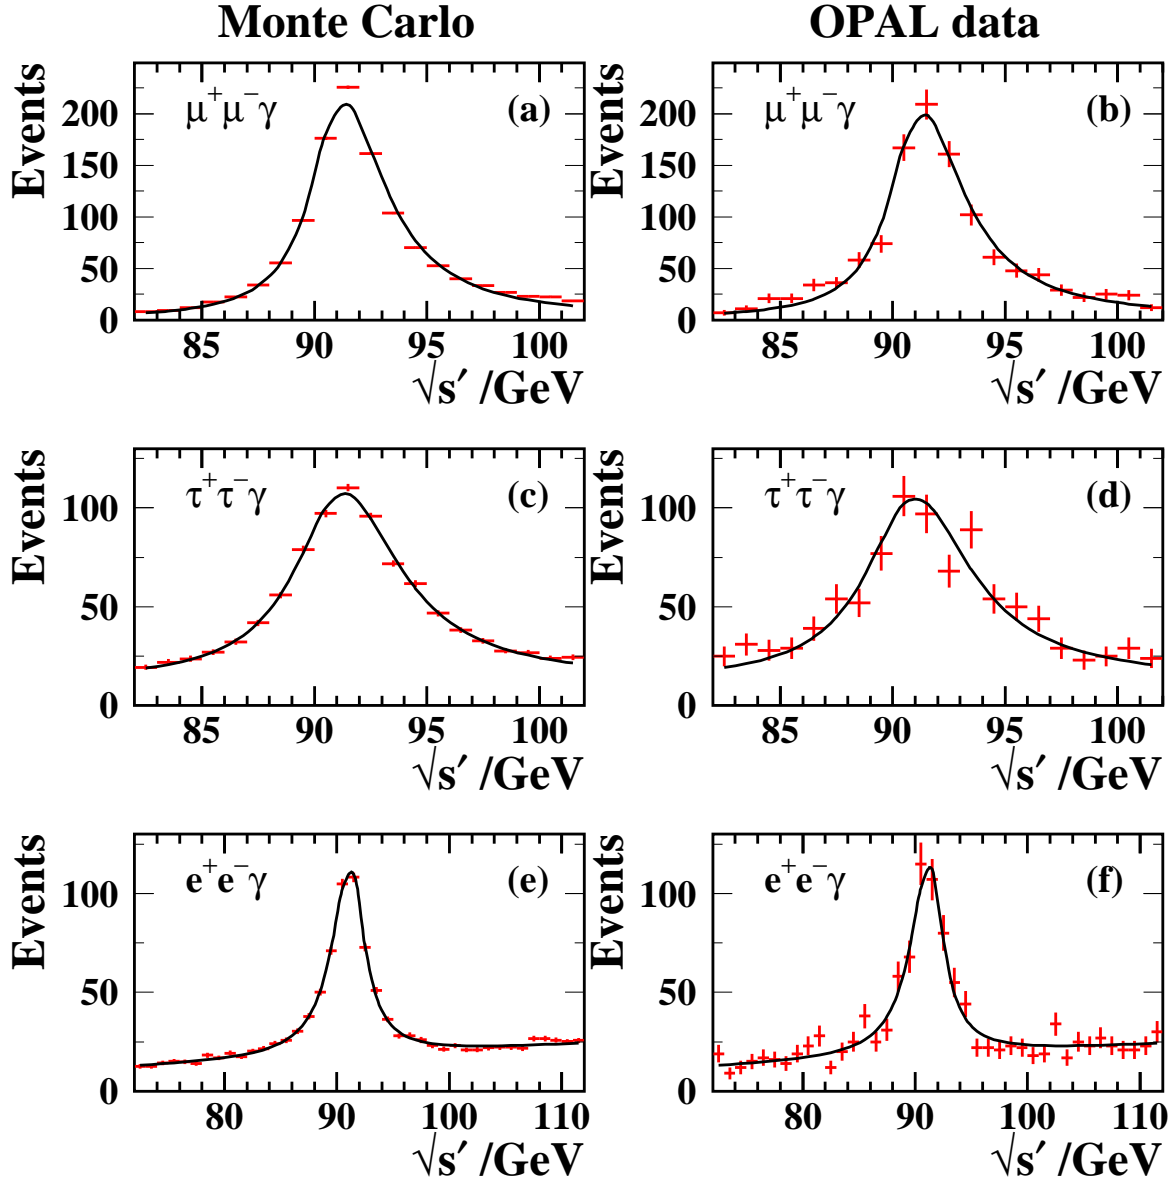 Monte Carlo
OPAL data
Events
μ⁺μ⁻γ
(a)
200
150
100
50
0
85 90 95 100
√s′ /GeV
Events
μ⁺μ⁻γ
(b)
200
150
100
50
0
85 90 95 100
√s′ /GeV
Events
τ⁺τ⁻γ
(c)
100
50
0
85 90 95 100
√s′ /GeV
Events
τ⁺τ⁻γ
(d)
100
50
0
85 90 95 100
√s′ /GeV
Events
e⁺e⁻γ
(e)
100
50
0
80 90 100 110
√s′ /GeV
Events
e⁺e⁻γ
(f)
100
50
0
80 90 100 110
√s′ /GeV